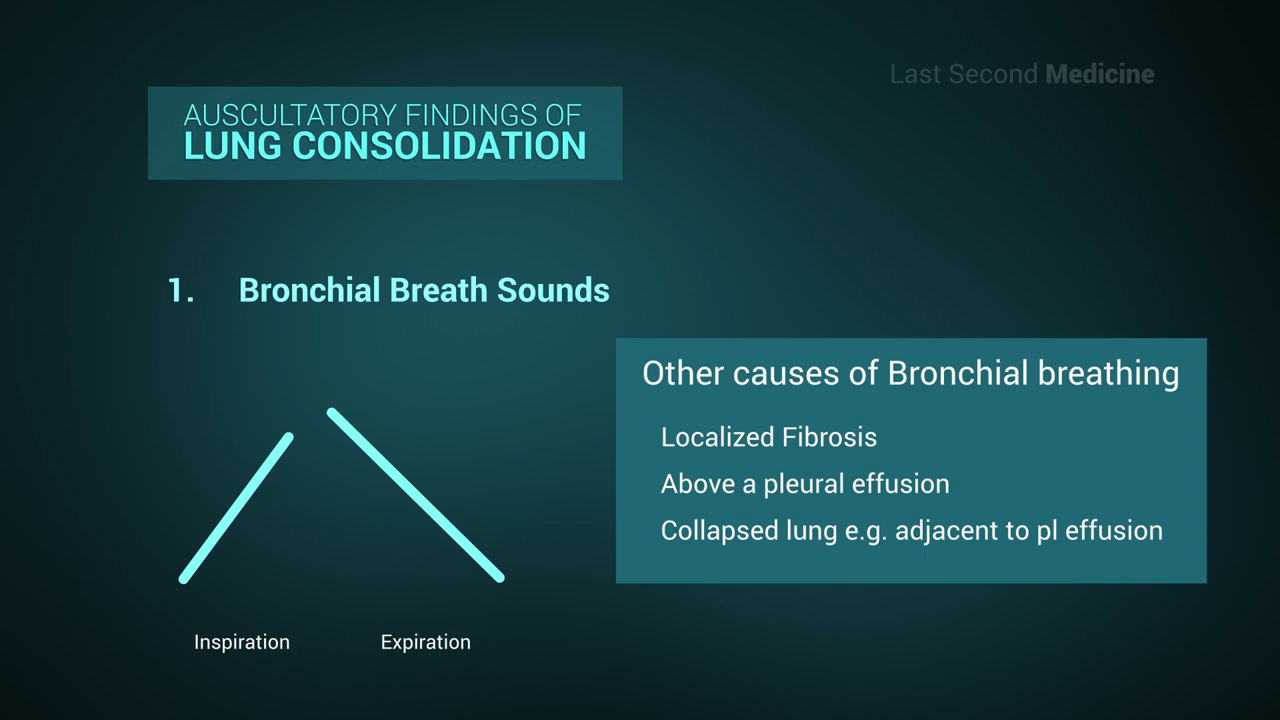 Last Second Medicine
AUSCULTATORY FINDINGS OF
LUNG CONSOLIDATION
1. Bronchial Breath Sounds
Other causes of Bronchial breathing
Localized Fibrosis
Above a pleural effusion
Collapsed lung e.g. adjacent to pl effusion
Inspiration
Expiration